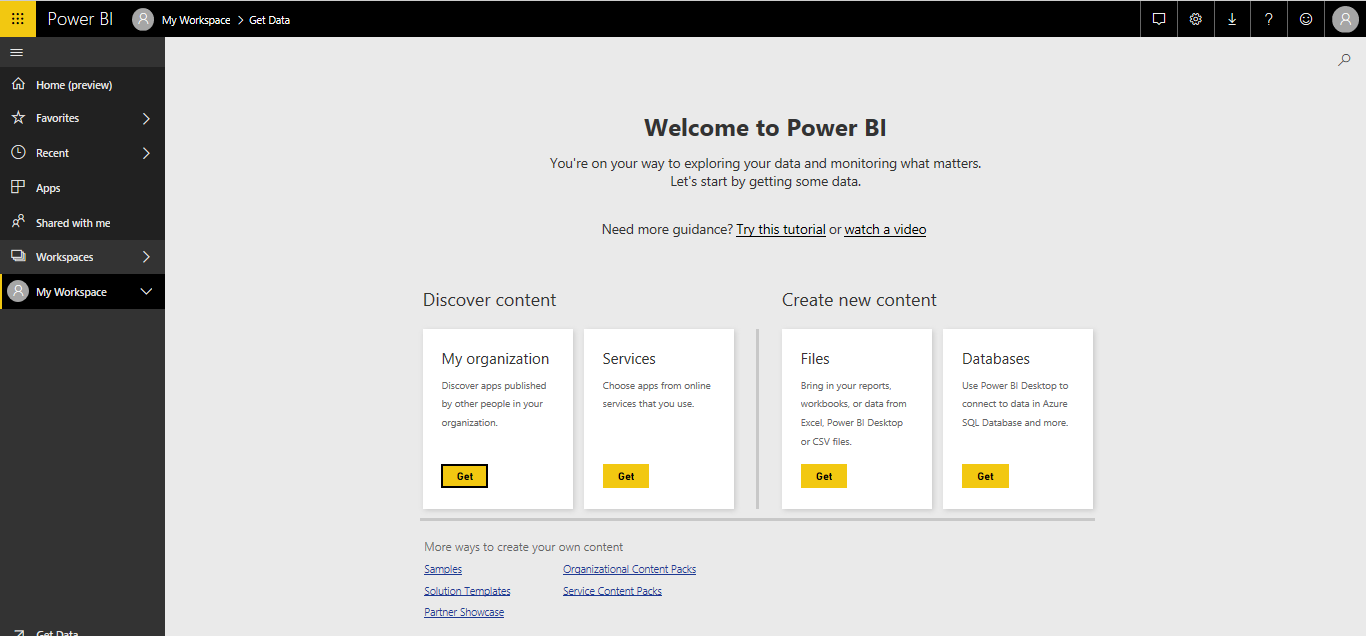 Power BI
My Workspace > Get Data
?
Home (preview)
Favorites
Recent
Apps
Shared with me
Workspaces
My Workspace
Get Data
Welcome to Power BI
You're on your way to exploring your data and monitoring what matters.
Let's start by getting some data.
Need more guidance? Try this tutorial or watch a video
Discover content
My organization
Discover apps published
by other people in your
organization.
Get
Services
Choose apps from online
services that you use.
Get
Create new content
Files
Bring in your reports,
workbooks, or data from
Excel, Power BI Desktop
or CSV files.
Get
Databases
Use Power BI Desktop to
connect to data in Azure
SQL Database and more.
Get
More ways to create your own content
Samples
Solution Templates
Partner Showcase
Organizational Content Packs
Service Content Packs